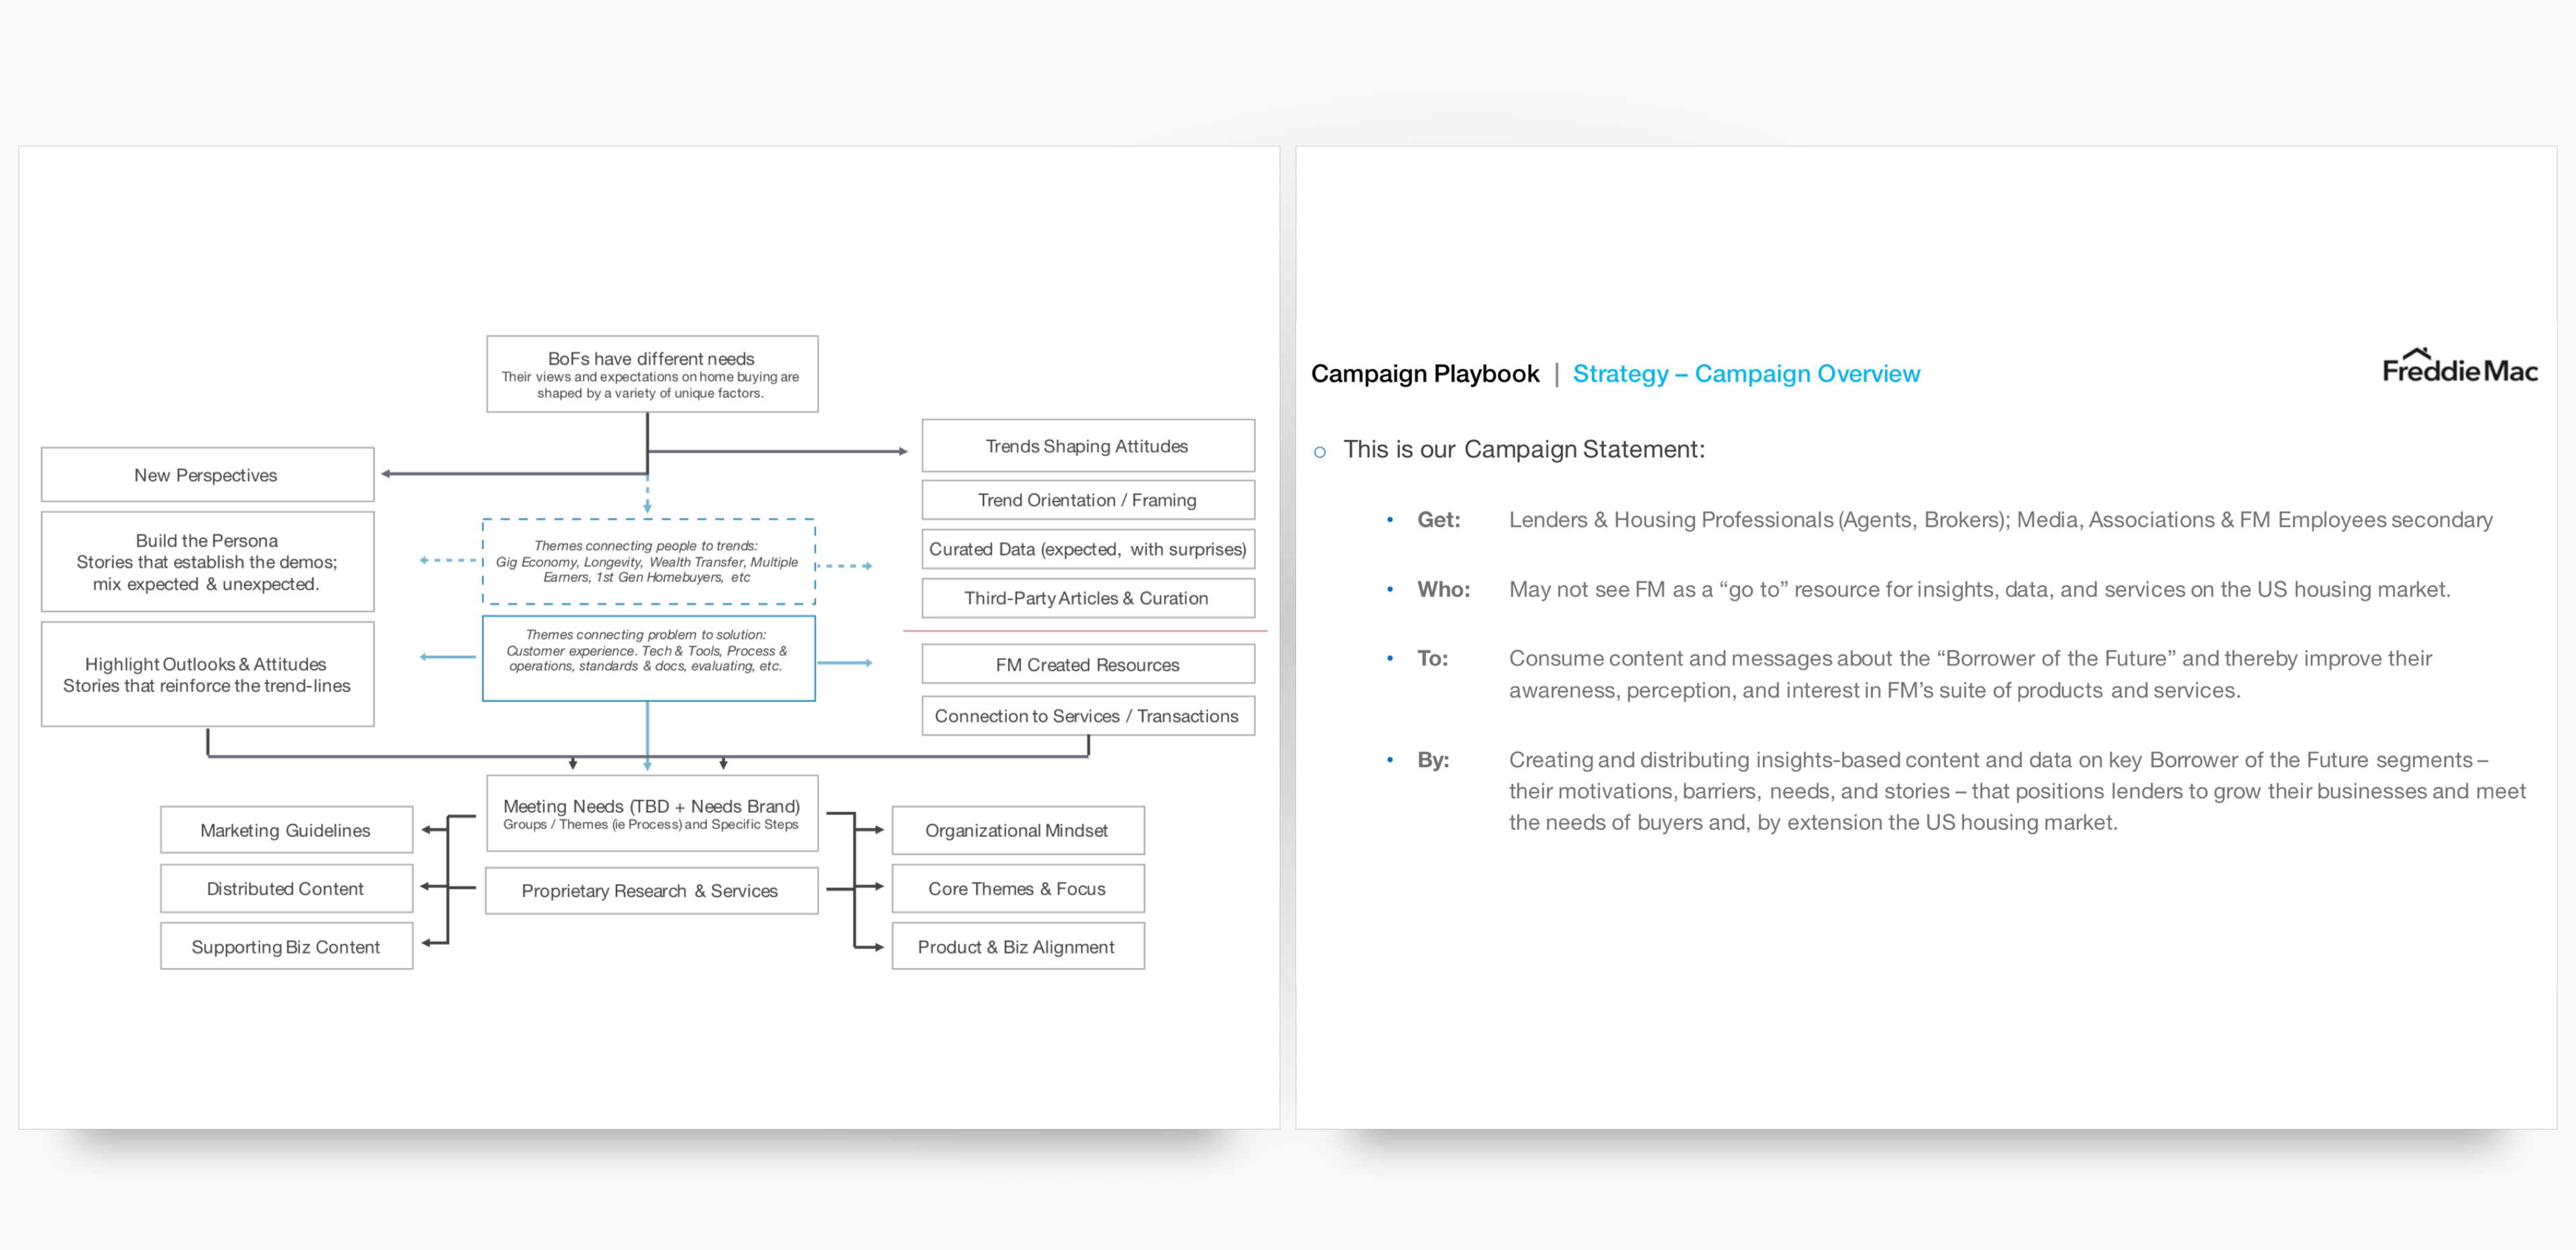 BoFs have different needs
Their views and expectations on home buying are
shaped by a variety of unique factors.
New Perspectives
Build the Persona
Stories that establish the demos;
mix expected & unexpected.
Highlight Outlooks & Attitudes
Stories that reinforce the trend-lines
Themes connecting people to trends:
Gig Economy, Longevity, Wealth Transfer, Multiple
Earners, 1st Gen Homebuyers, etc
Themes connecting problem to solution:
Customer experience. Tech & Tools, Process &
operations, standards & docs, evaluating, etc.
Trends Shaping Attitudes
Trend Orientation / Framing
Curated Data (expected, with surprises)
Third-Party Articles & Curation
FM Created Resources
Connection to Services / Transactions
Meeting Needs (TBD + Needs Brand)
Groups / Themes (ie Process) and Specific Steps
Proprietary Research & Services
Marketing Guidelines
Distributed Content
Supporting Biz Content
Organizational Mindset
Core Themes & Focus
Product & Biz Alignment
Campaign Playbook | Strategy – Campaign Overview
Freddie Mac
This is our Campaign Statement:
Get: Lenders & Housing Professionals (Agents, Brokers); Media, Associations & FM Employees secondary
Who: May not see FM as a “go to” resource for insights, data, and services on the US housing market.
To: Consume content and messages about the “Borrower of the Future” and thereby improve their
awareness, perception, and interest in FM’s suite of products and services.
By: Creating and distributing insights-based content and data on key Borrower of the Future segments –
their motivations, barriers, needs, and stories – that positions lenders to grow their businesses and meet
the needs of buyers and, by extension the US housing market.